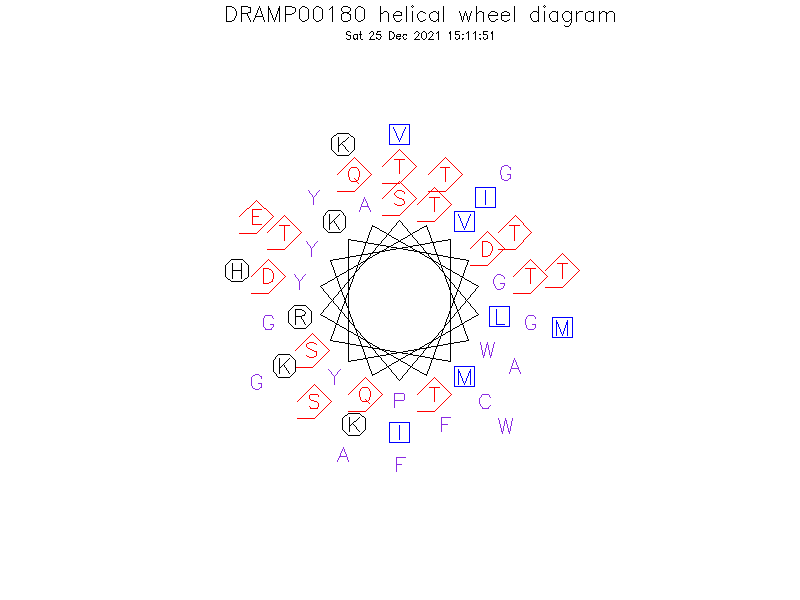 DRAMP00180 helical wheel diagram
Sat 25 Dec 2021 15:11:51
V
K
T
Q T G
S I
Y A T
E K V
T T
Y D
H D Y G T T
G R L G M
S W
K A
G Y M
S Q P T C
K I F W
A F